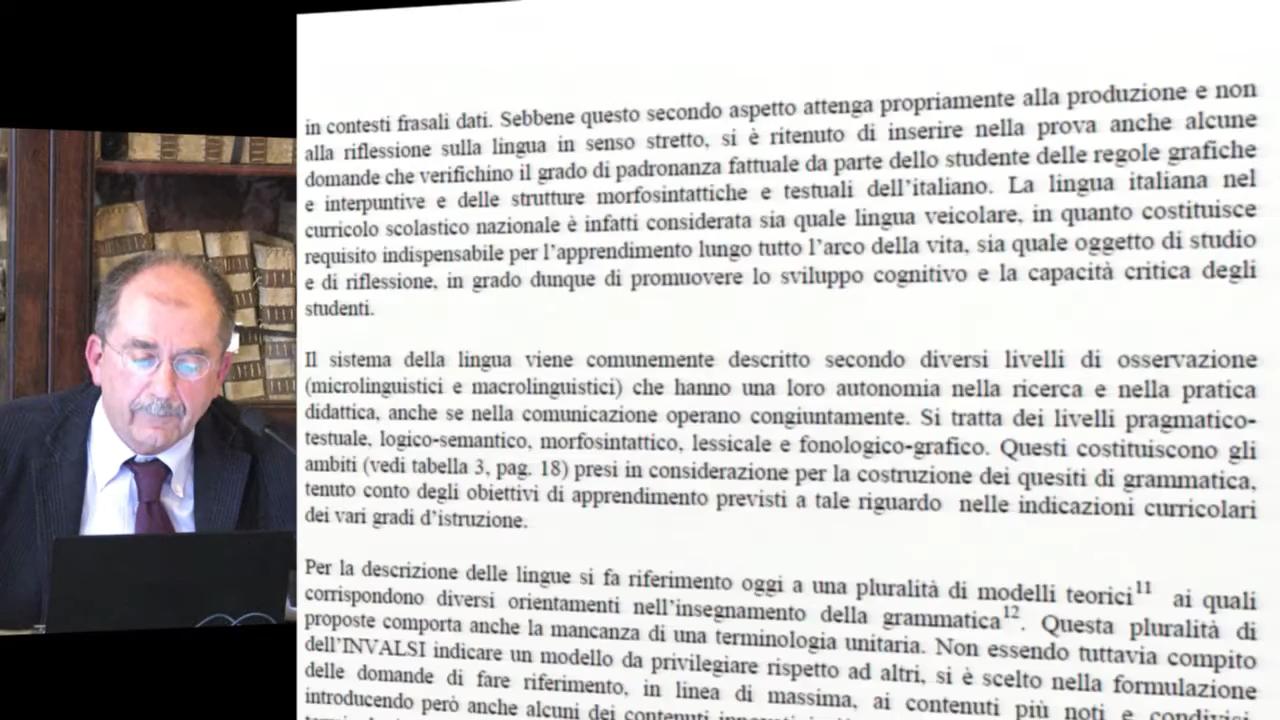 in contesti frasali dati. Sebbene questo secondo aspetto attenga propriamente alla produzione e non
alla riflessione sulla lingua in senso stretto, si è ritenuto di inserire nella prova anche alcune
domande che verifichino il grado di padronanza fattuale da parte dello studente delle regole grafiche
e interpuntive e delle strutture morfosintattiche e testuali dell’italiano. La lingua italiana nel
curricolo scolastico nazionale è infatti considerata sia quale lingua veicolare, in quanto costituisce
requisito indispensabile per l’apprendimento lungo tutto l’arco della vita, sia quale oggetto di studio
e di riflessione, in grado dunque di promuovere lo sviluppo cognitivo e la capacità critica degli
studenti.
Il sistema della lingua viene comunemente descritto secondo diversi livelli di osservazione
(microlinguistici e macrolinguistici) che hanno una loro autonomia nella ricerca e nella pratica
didattica, anche se nella comunicazione operano congiuntamente. Si tratta dei livelli pragmatico-
testuale, logico-semantico, morfosintattico, lessicale e fonologico-grafico. Questi costituiscono gli
ambiti (vedi tabella 3, pag. 18) presi in considerazione per la costruzione dei quesiti di grammatica,
tenuto conto degli obiettivi di apprendimento previsti a tale riguardo nelle indicazioni curricolari
dei vari gradi d’istruzione.
Per la descrizione delle lingue si fa riferimento oggi a una pluralità di modelli teorici11 ai quali
corrispondono diversi orientamenti nell’insegnamento della grammatica12. Questa pluralità di
proposte comporta anche la mancanza di una terminologia unitaria. Non essendo tuttavia compito
dell’INVALSI indicare un modello da privilegiare rispetto ad altri, si è scelto nella formulazione
delle domande di fare riferimento, in linea di massima, ai contenuti più noti e condivisi,
introducendo però anche alcuni dei contenuti